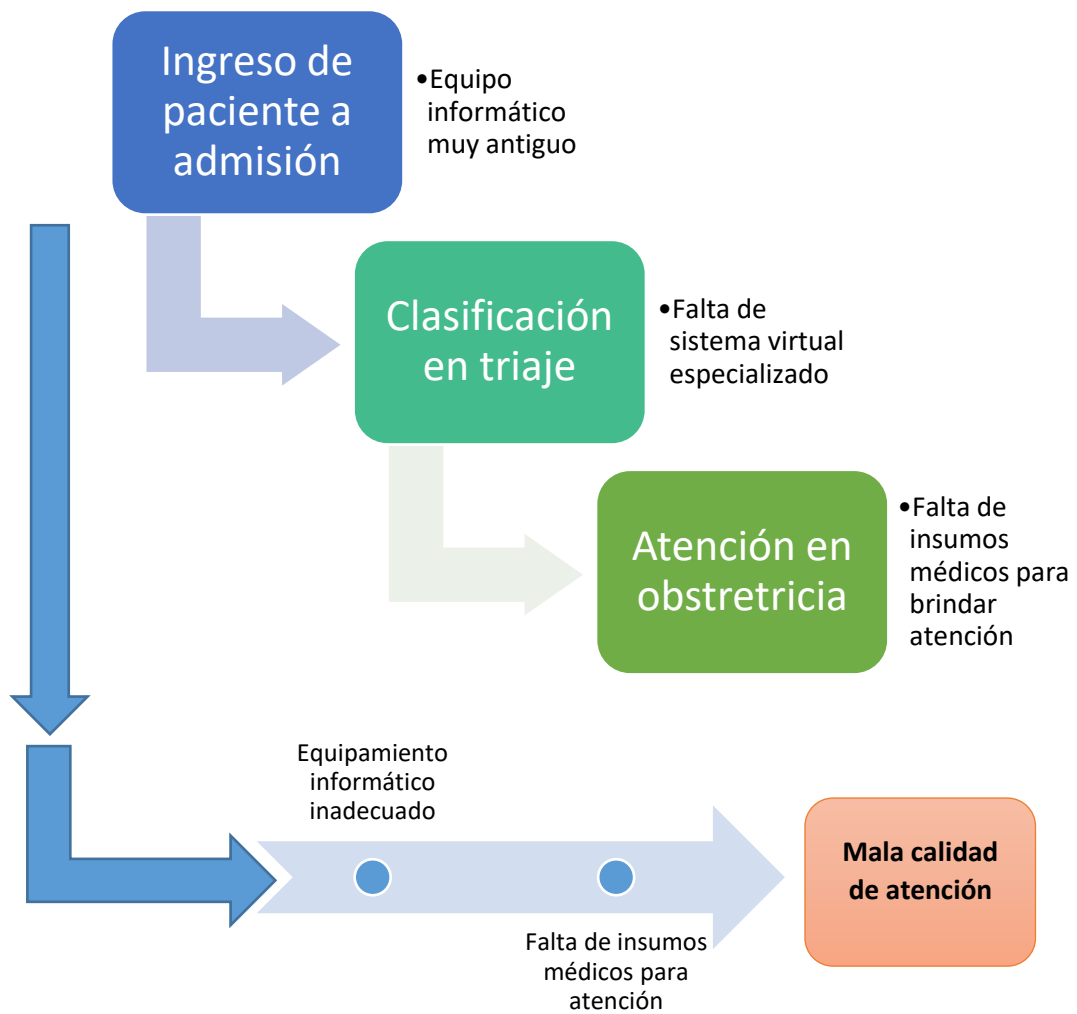 Ingreso de
paciente a
admisión
•Equipo
informático
muy antiguo
Clasificación
en triaje
•Falta de
sistema virtual
especializado
Atención en
obstretricia
•Falta de
insumos
médicos para
brindar
atención
Equipamiento
informático
inadecuado
Falta de insumos
médicos para
atención
Mala calidad
de atención